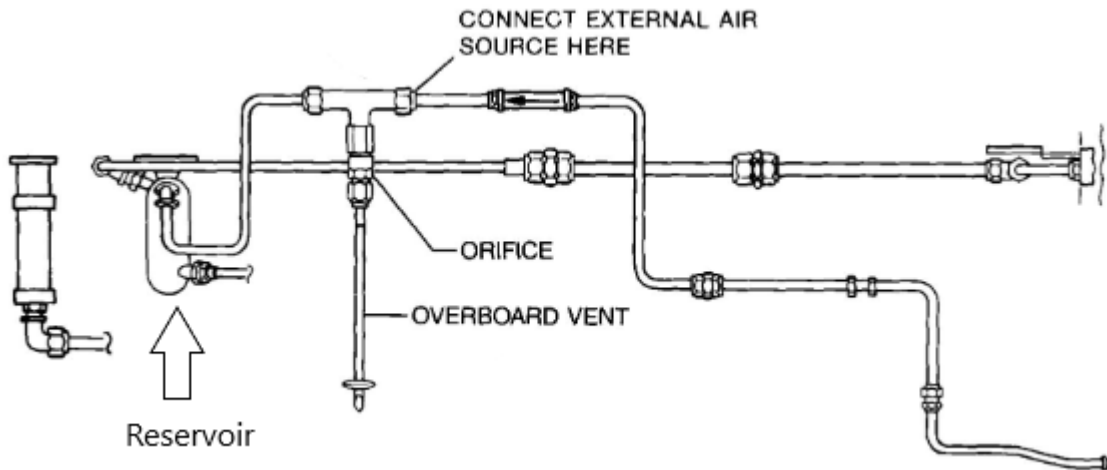 CONNECT EXTERNAL AIR
SOURCE HERE
ORIFICE
OVERBOARD VENT
Reservoir